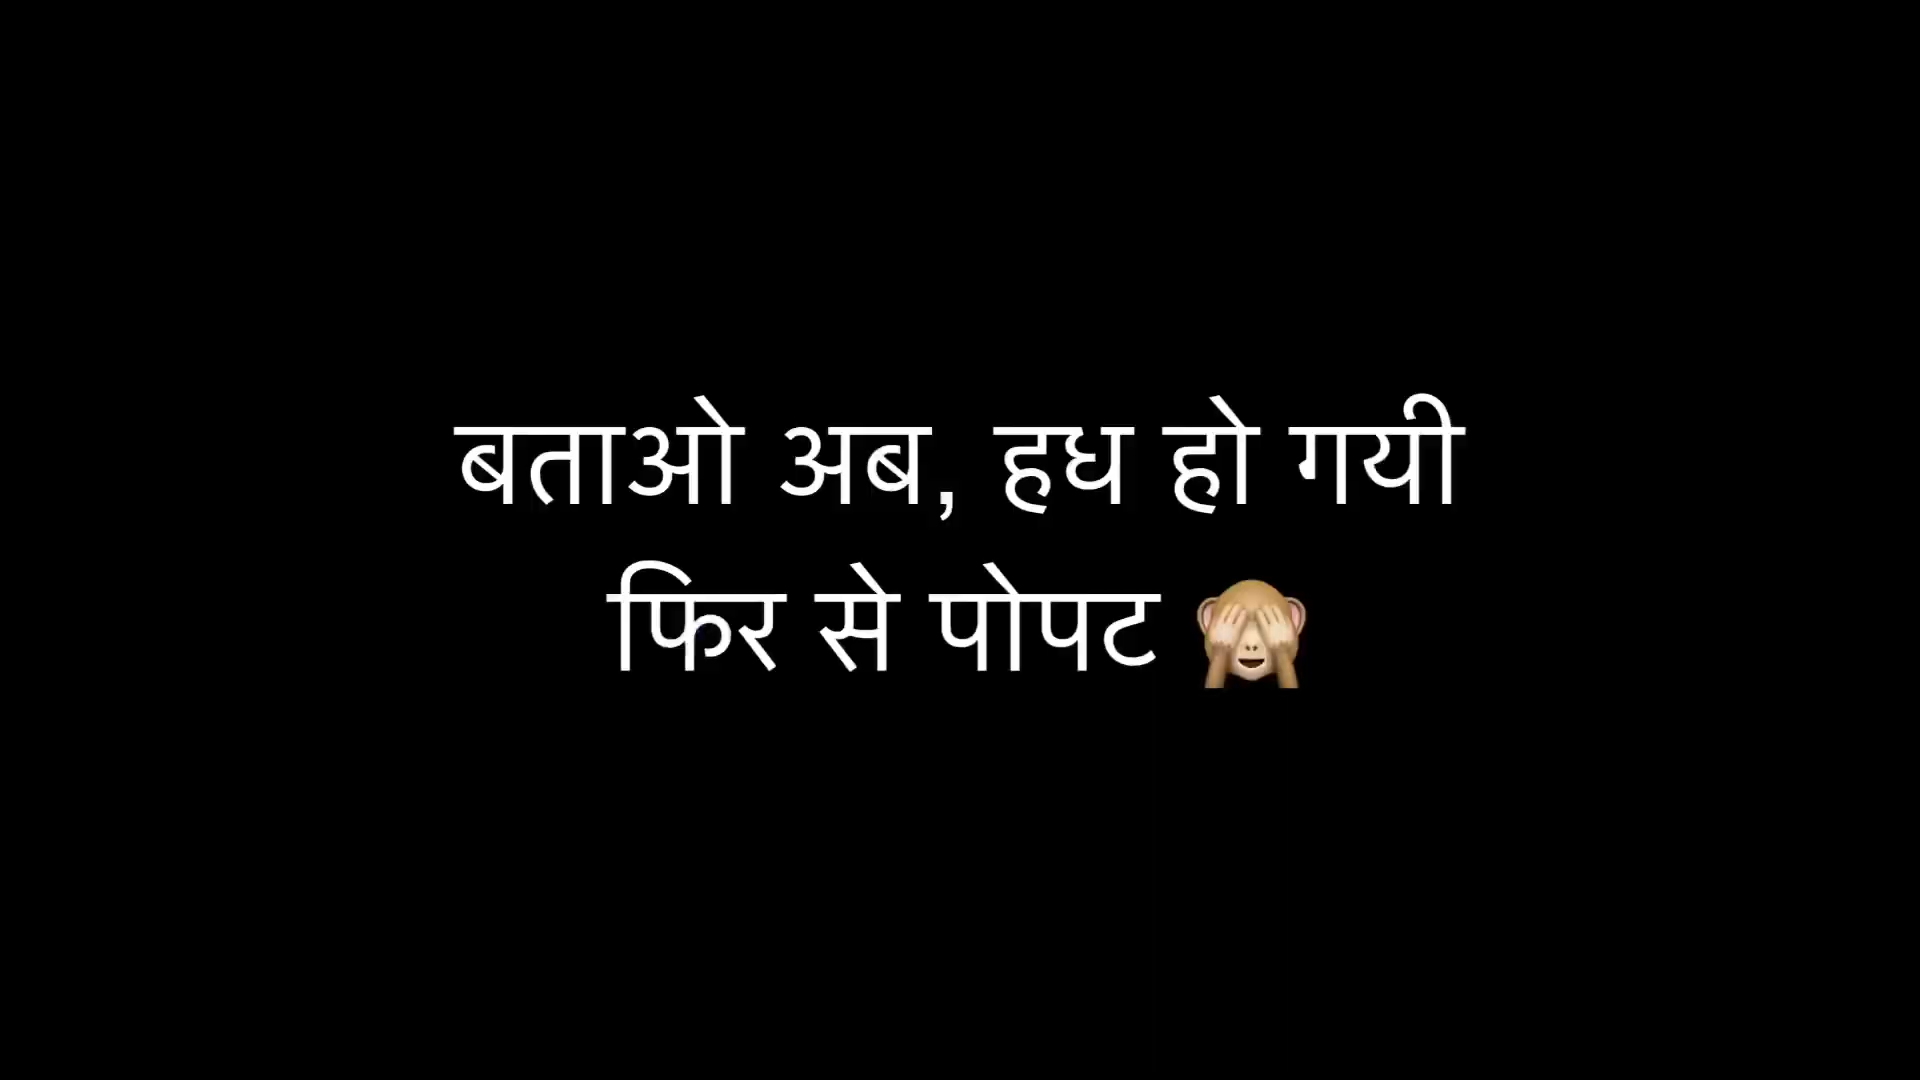 बताओ अब, हध हो गयी
फिर से पोपट 🙈